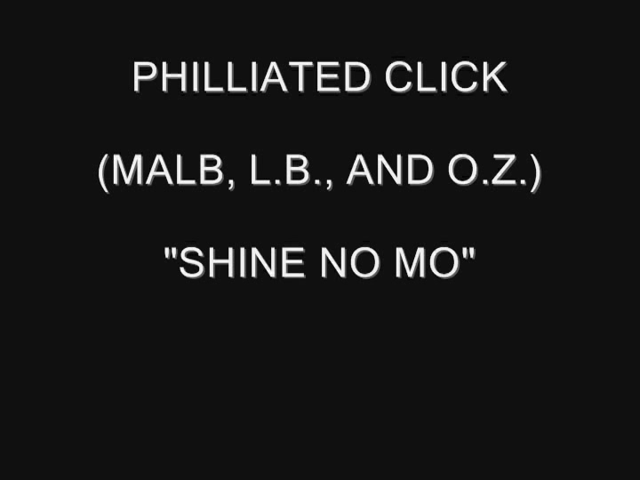 PHILLIATED CLICK
(MALB, L.B., AND O.Z.)
"SHINE NO MO"